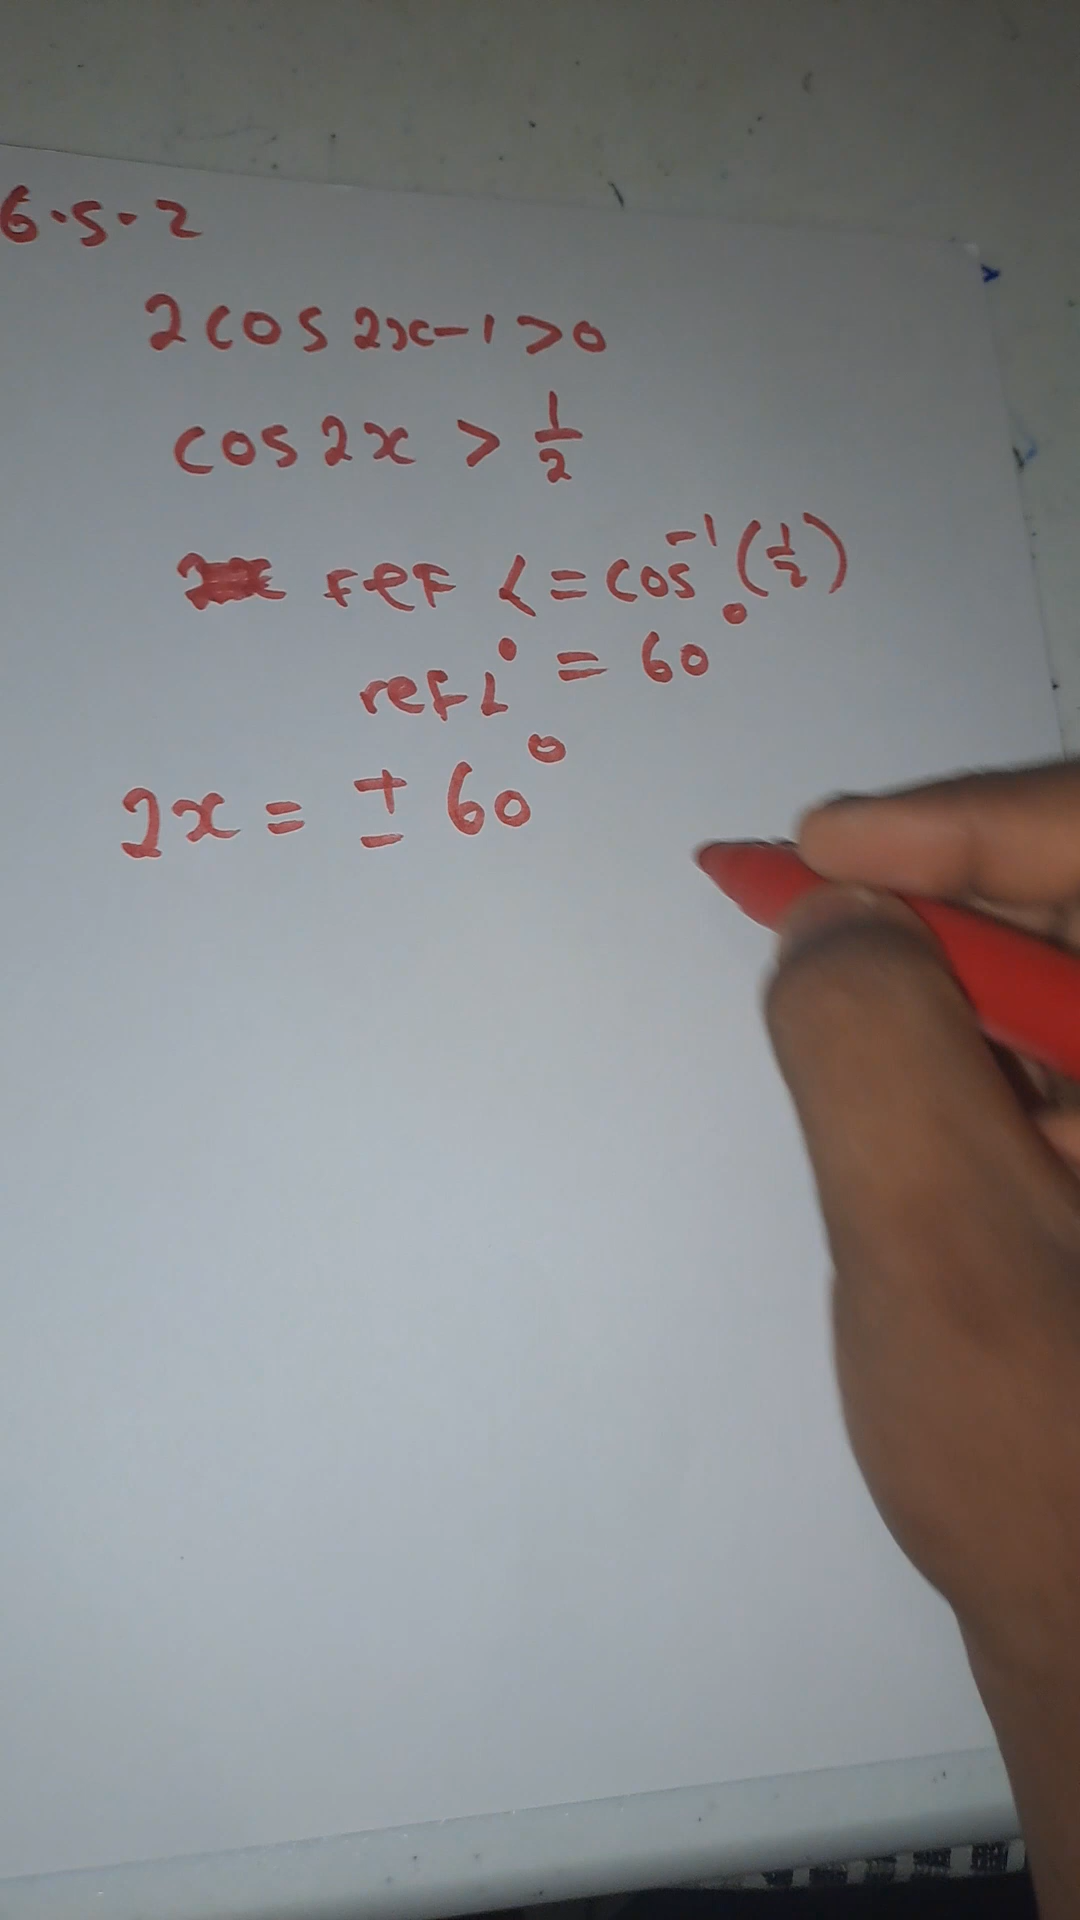 6.5.2
2cos2x-1>0
cos2x > 1/2
ref ∠ = cos⁻¹(1/2)
ref∠ = 60°
2x = ± 60°